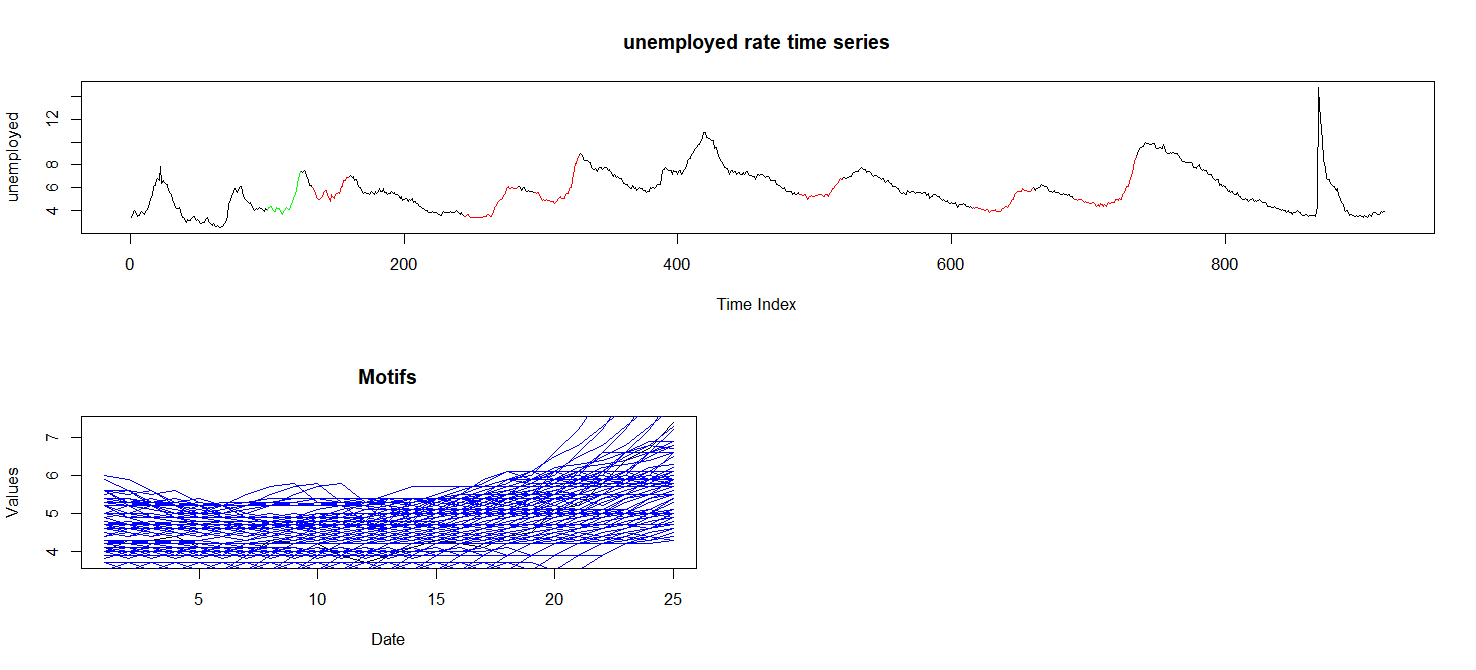 unemployed rate time series
unemployed
4 6 8 12
0 200 400 600 800
Time Index
Motifs
Values
4 5 6 7
5 10 15 20 25
Date